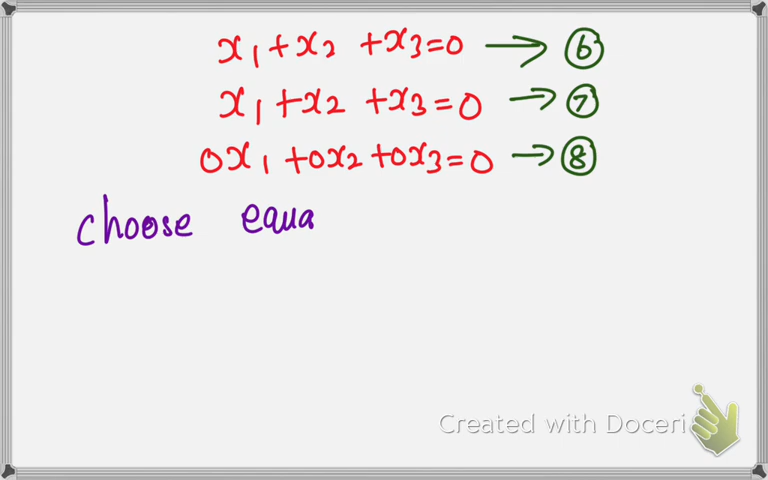 x₁ + x₂ + x₃ = 0 → ⑥
x₁ + x₂ + x₃ = 0 → ⑦
0x₁ + 0x₂ + 0x₃ = 0 → ⑧
choose equa
Created with Doceri